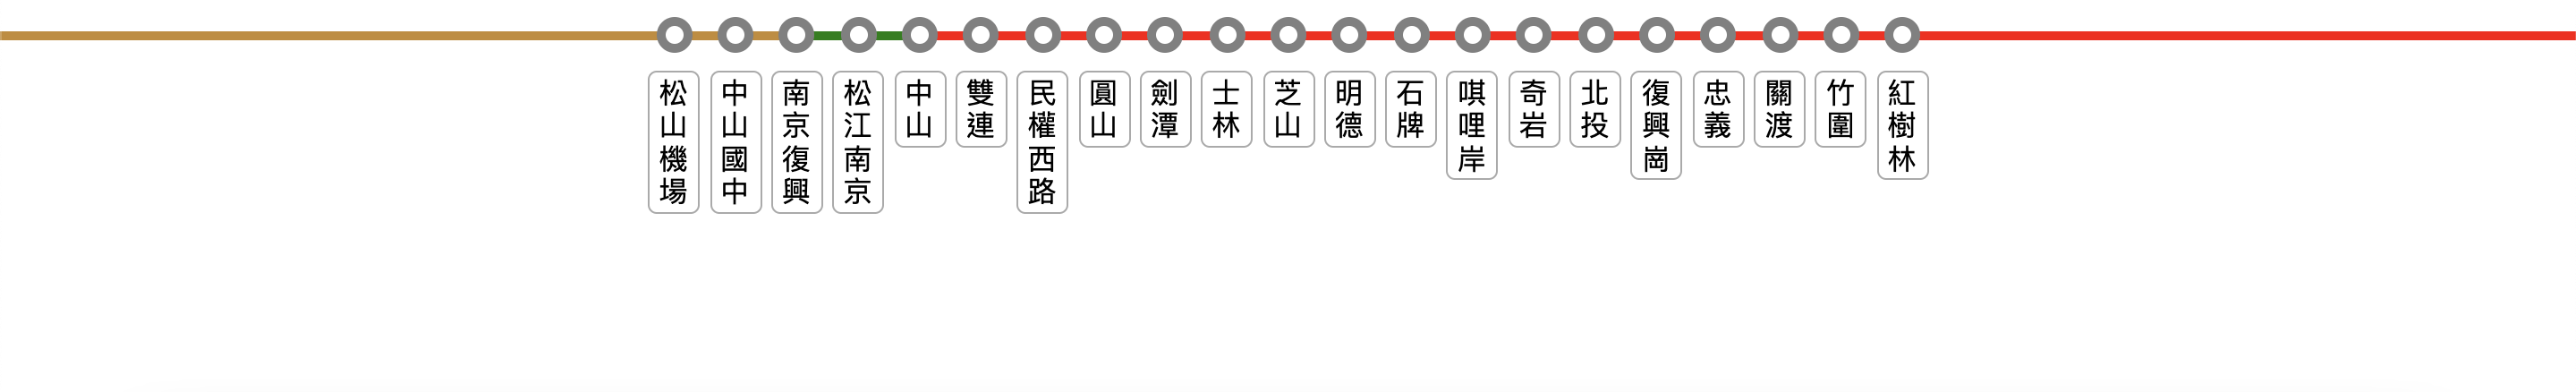 松山機場
中山國中
南京復興
松江南京
中山
雙連
民權西路
圓山
劍潭
士林
芝山
明德
石牌
唭哩岸
奇岩
北投
復興崗
忠義
關渡
竹圍
紅樹林